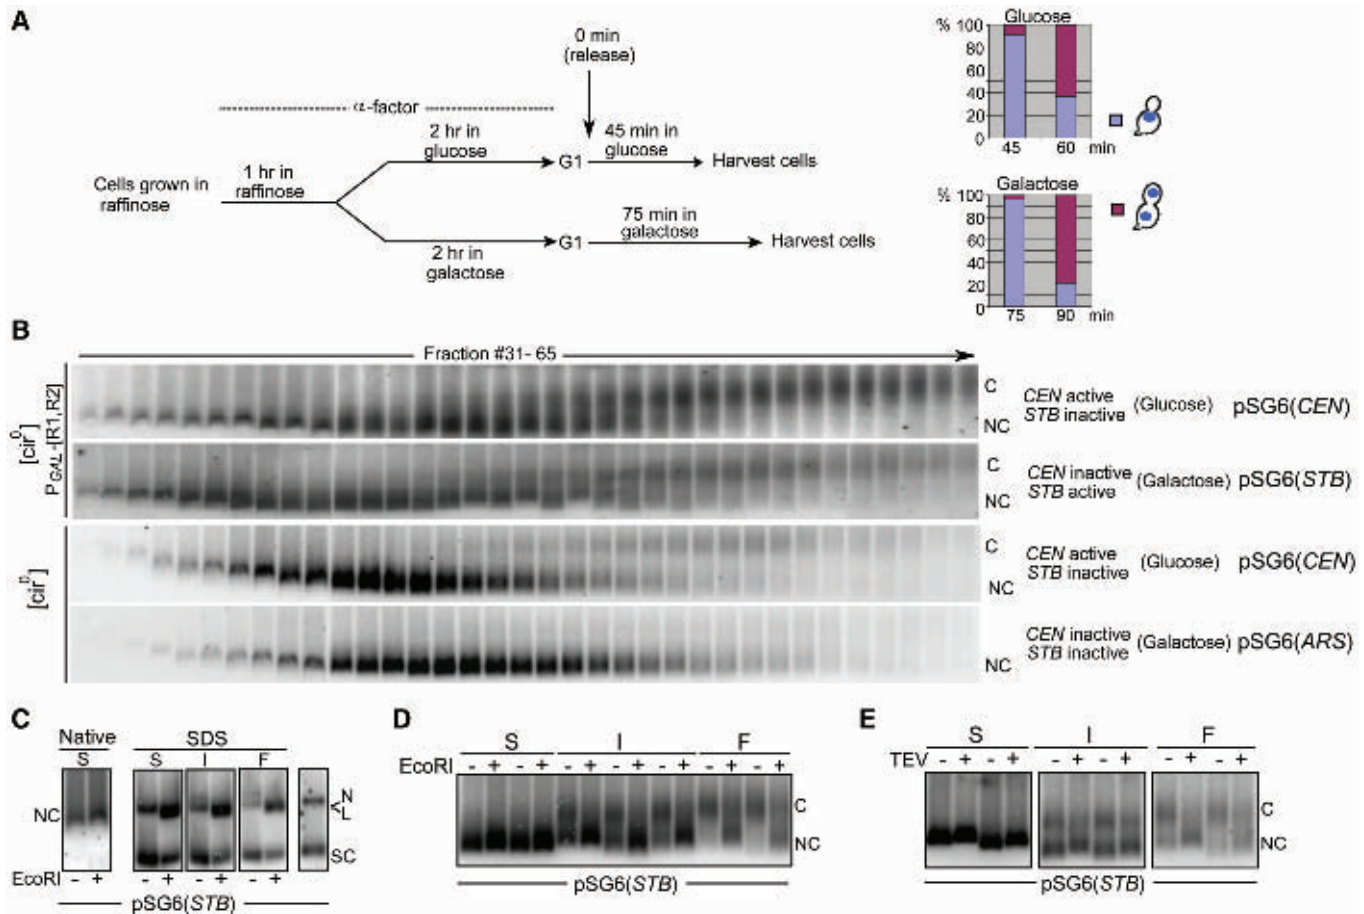 A
0 min
(release)
α-factor
2 hr in
glucose
45 min in
glucose
G1
Harvest cells
Cells grown in
raffinose
1 hr in
raffinose
75 min in
galactose
G1
Harvest cells
2 hr in
galactose
Glucose
% 100
80
60
40
20
0
45 60 min
Galactose
% 100
80
60
40
20
0
75 90 min
B
Fraction #31- 65
[cir⁰]
P_GAL-[R1,R2]
C
NC
CEN active
STB inactive
(Glucose) pSG6(CEN)
C
NC
CEN inactive
STB active
(Galactose) pSG6(STB)
[cir⁰]
C
NC
CEN active
STB inactive
(Glucose) pSG6(CEN)
NC
CEN inactive
STB inactive
(Galactose) pSG6(ARS)
C
Native SDS
S S I F
NC
N
L
SC
EcoRI - + - + - + - +
pSG6(STB)
D
S I F
EcoRI - + - + - + - + - + - + - +
C
NC
pSG6(STB)
E
S I F
TEV - + - + - + - + - + - +
C
NC
pSG6(STB)